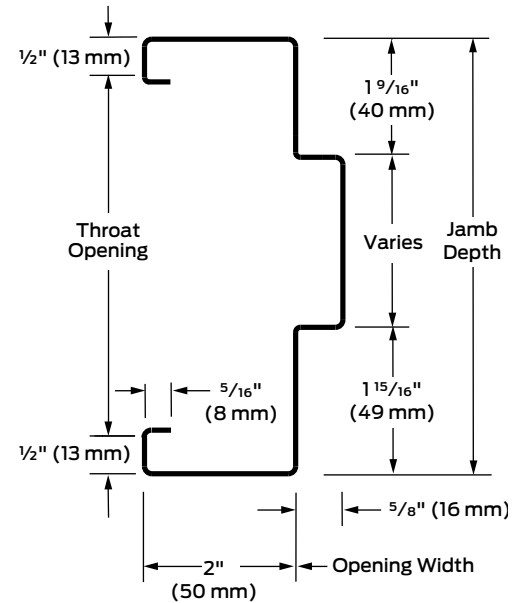 ½" (13 mm)
1 9/16"
(40 mm)
Throat
Opening
Varies
Jamb
Depth
5/16"
(8 mm)
1 15/16"
(49 mm)
½" (13 mm)
5/8" (16 mm)
2"
(50 mm)
Opening Width